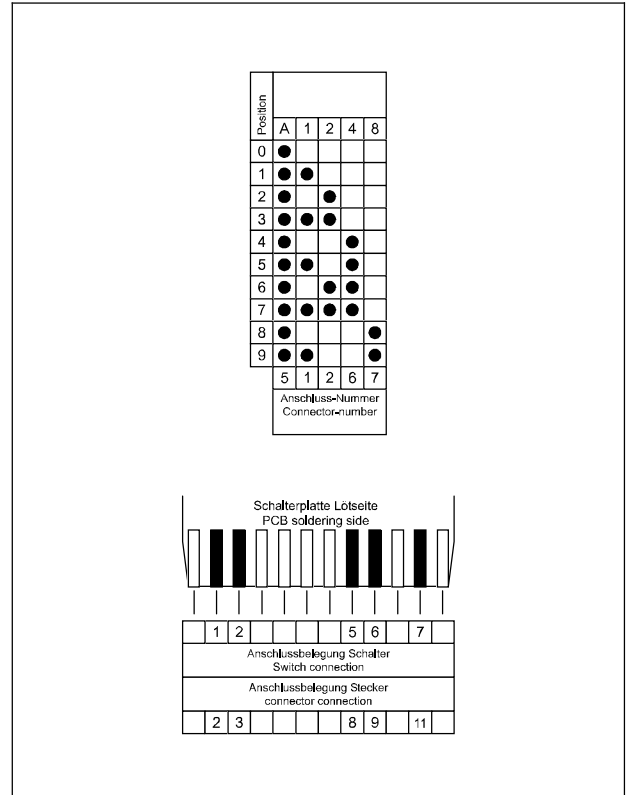 Position
A 1 2 4 8
0
1
2
3
4
5
6
7
8
9
5 1 2 6 7
Anschluss-Nummer
Connector-number
Schalterplatte Lötseite
PCB soldering side
1 2 5 6 7
Anschlussbelegung Schalter
Switch connection
Anschlussbelegung Stecker
connector connection
2 3 8 9 11